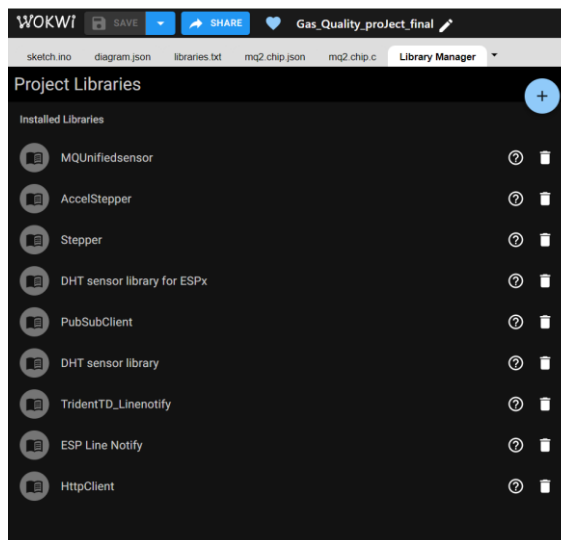 WOKWI SAVE SHARE Gas_Quality_proJect_final
sketch.ino diagram.json libraries.txt mq2.chip.json mq2.chip.c Library Manager
Project Libraries
Installed Libraries
MQUnifiedsensor
AccelStepper
Stepper
DHT sensor library for ESPx
PubSubClient
DHT sensor library
TridentTD_Linenotify
ESP Line Notify
HttpClient